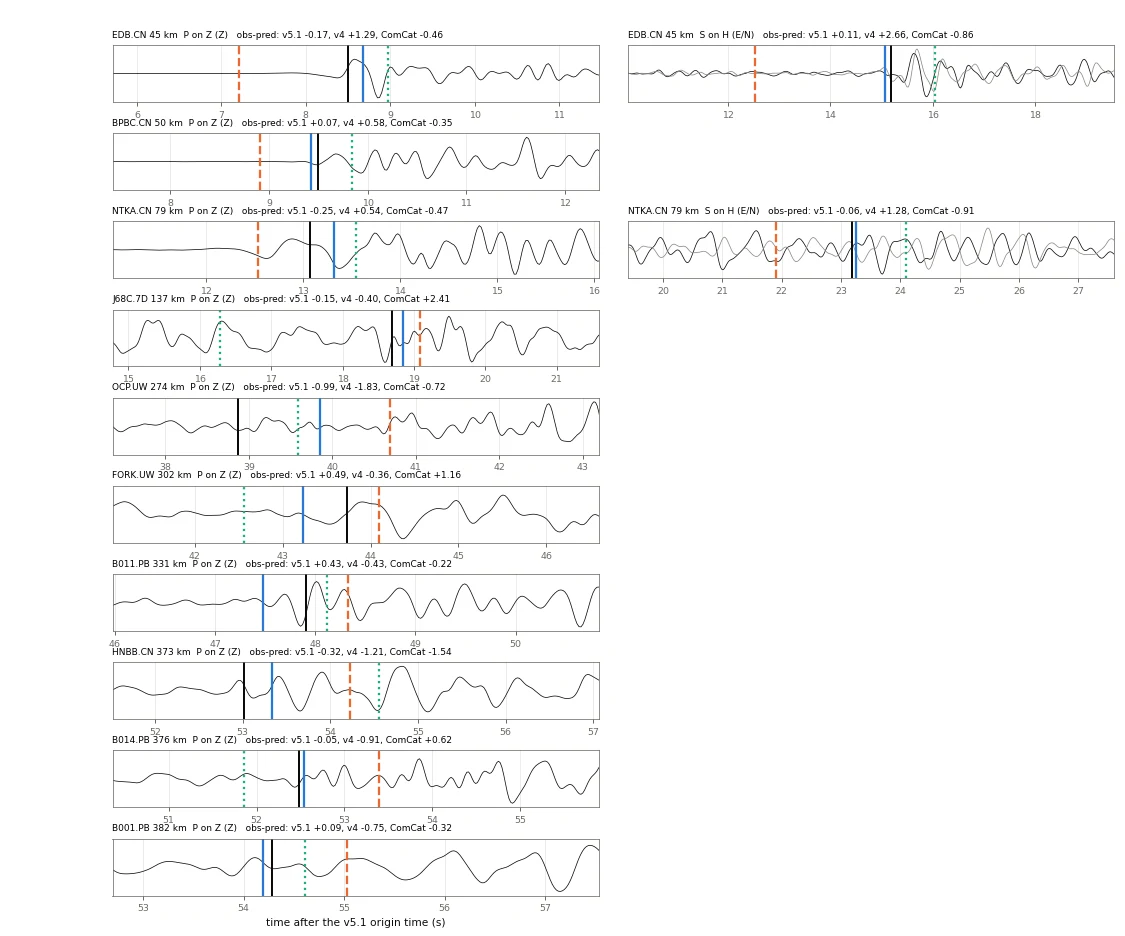 EDB.CN 45 km  P on Z (Z)   obs-pred: v5.1 -0.17, v4 +1.29, ComCat -0.46
6 7 8 9 10 11
EDB.CN 45 km  S on H (E/N)   obs-pred: v5.1 +0.11, v4 +2.66, ComCat -0.86
12 14 16 18
BPBC.CN 50 km  P on Z (Z)   obs-pred: v5.1 +0.07, v4 +0.58, ComCat -0.35
8 9 10 11 12
NTKA.CN 79 km  P on Z (Z)   obs-pred: v5.1 -0.25, v4 +0.54, ComCat -0.47
12 13 14 15 16
NTKA.CN 79 km  S on H (E/N)   obs-pred: v5.1 -0.06, v4 +1.28, ComCat -0.91
20 21 22 23 24 25 26 27
J68C.7D 137 km  P on Z (Z)   obs-pred: v5.1 -0.15, v4 -0.40, ComCat +2.41
15 16 17 18 19 20 21
OCP.UW 274 km  P on Z (Z)   obs-pred: v5.1 -0.99, v4 -1.83, ComCat -0.72
38 39 40 41 42 43
FORK.UW 302 km  P on Z (Z)   obs-pred: v5.1 +0.49, v4 -0.36, ComCat +1.16
42 43 44 45 46
B011.PB 331 km  P on Z (Z)   obs-pred: v5.1 +0.43, v4 -0.43, ComCat -0.22
46 47 48 49 50
HNBB.CN 373 km  P on Z (Z)   obs-pred: v5.1 -0.32, v4 -1.21, ComCat -1.54
52 53 54 55 56 57
B014.PB 376 km  P on Z (Z)   obs-pred: v5.1 -0.05, v4 -0.91, ComCat +0.62
51 52 53 54 55
B001.PB 382 km  P on Z (Z)   obs-pred: v5.1 +0.09, v4 -0.75, ComCat -0.32
53 54 55 56 57
time after the v5.1 origin time (s)